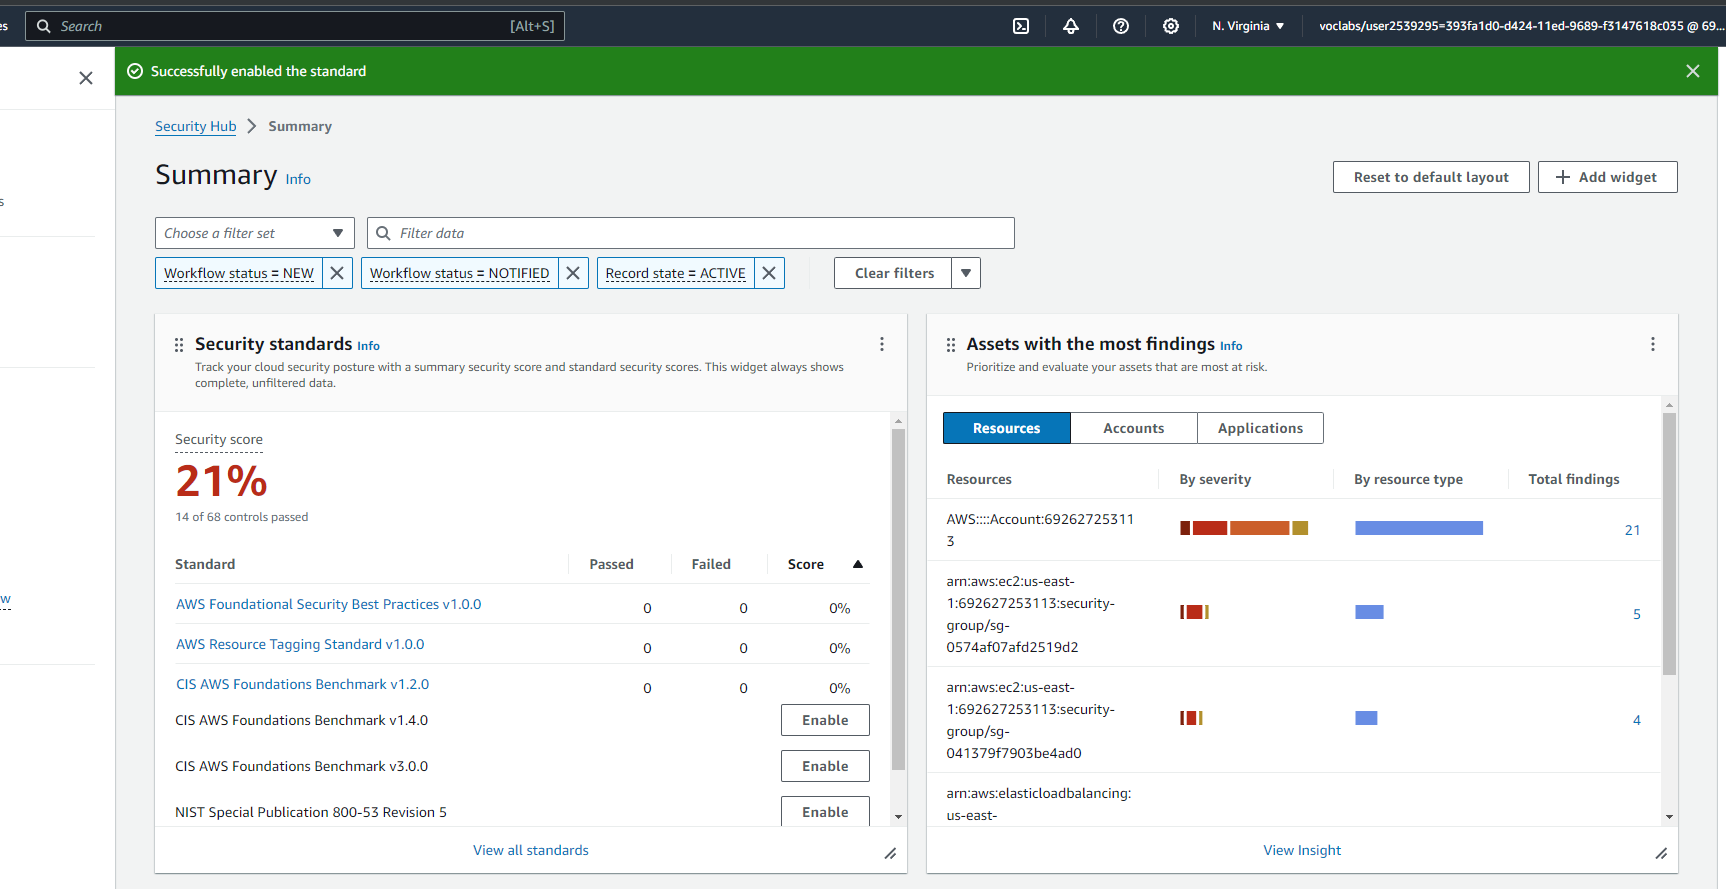 es
Search
[Alt+S]
N. Virginia
voclabs/user2539295=393fa1d0-d424-11ed-9689-f3147618c035 @ 69...
Successfully enabled the standard
Security Hub
Summary
Summary Info
Reset to default layout
Add widget
s
Choose a filter set
Filter data
Workflow status = NEW
Workflow status = NOTIFIED
Record state = ACTIVE
Clear filters
Security standards Info
Track your cloud security posture with a summary security score and standard security scores. This widget always shows
complete, unfiltered data.
Security score
21%
14 of 68 controls passed
Standard Passed Failed Score
AWS Foundational Security Best Practices v1.0.0 0 0 0%
AWS Resource Tagging Standard v1.0.0 0 0 0%
CIS AWS Foundations Benchmark v1.2.0 0 0 0%
CIS AWS Foundations Benchmark v1.4.0 Enable
CIS AWS Foundations Benchmark v3.0.0 Enable
NIST Special Publication 800-53 Revision 5 Enable
View all standards
w
Assets with the most findings Info
Prioritize and evaluate your assets that are most at risk.
Resources
Accounts
Applications
Resources By severity By resource type Total findings
AWS::::Account:69262725311
3
21
arn:aws:ec2:us-east-
1:692627253113:security-
group/sg-
0574af07afd2519d2
5
arn:aws:ec2:us-east-
1:692627253113:security-
group/sg-
041379f7903be4ad0
4
arn:aws:elasticloadbalancing:
us-east-
View Insight